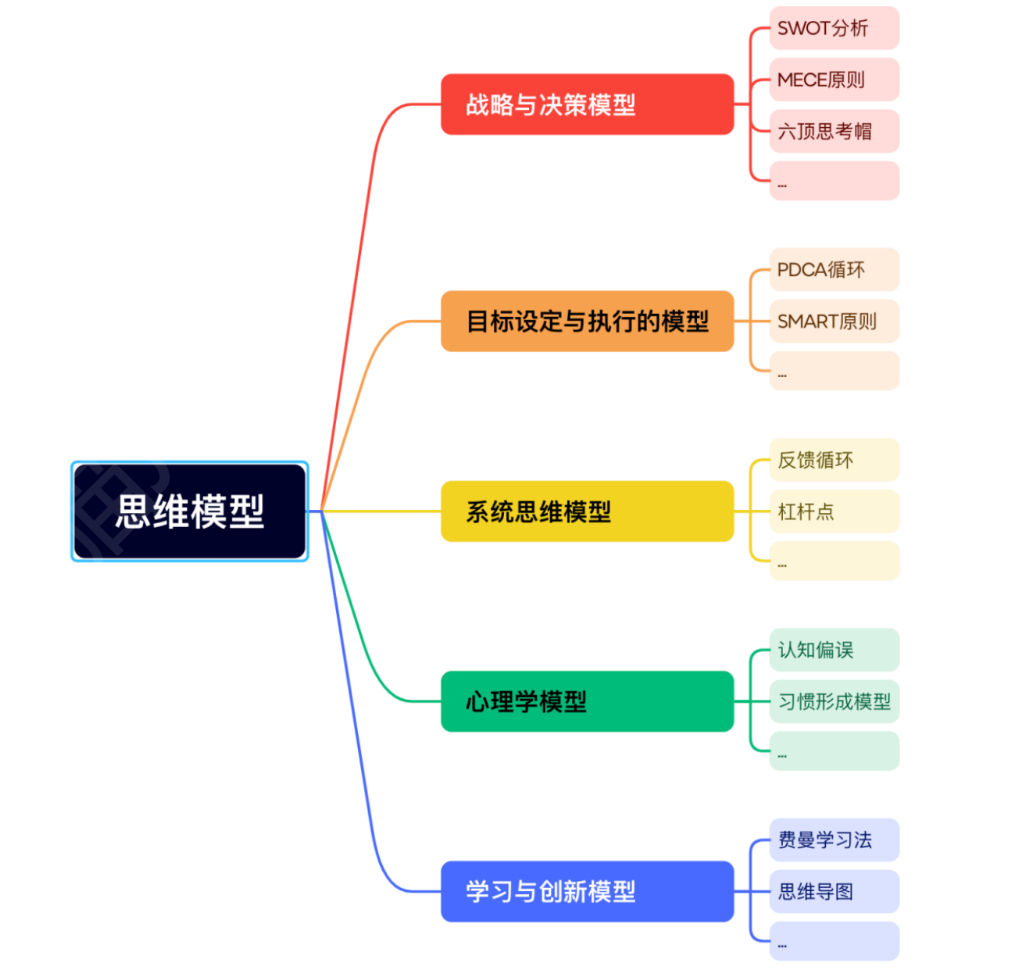 思维模型
战略与决策模型
SWOT分析
MECE原则
六顶思考帽
...
目标设定与执行的模型
PDCA循环
SMART原则
...
系统思维模型
反馈循环
杠杆点
...
心理学模型
认知偏误
习惯形成模型
...
学习与创新模型
费曼学习法
思维导图
...